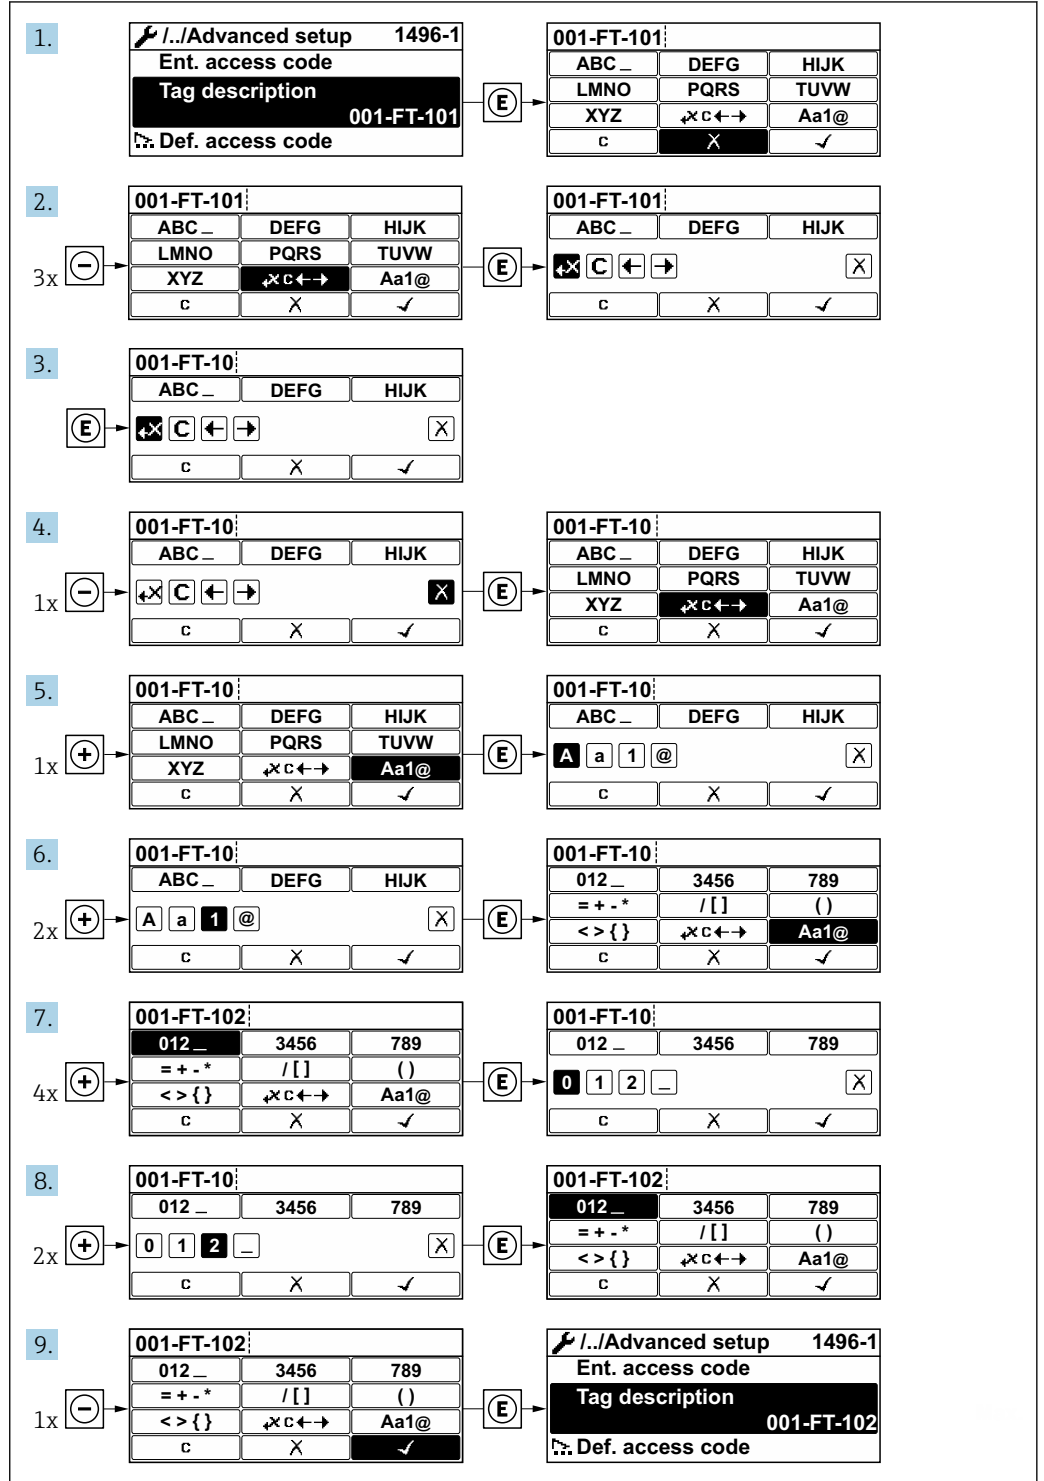 1.
/../Advanced setup 1496-1
Ent. access code
Tag description
001-FT-101
Def. access code
E
001-FT-101
ABC_ DEFG HIJK
LMNO PQRS TUVW
XYZ C Aa1@
C X ✓
2.
3x
001-FT-101
ABC_ DEFG HIJK
LMNO PQRS TUVW
XYZ C Aa1@
C X ✓
E
001-FT-101
ABC_ DEFG HIJK
C X
C X ✓
3.
E
001-FT-10
ABC_ DEFG HIJK
C X
C X ✓
4.
1x
001-FT-10
ABC_ DEFG HIJK
C X
C X ✓
E
001-FT-10
ABC_ DEFG HIJK
LMNO PQRS TUVW
XYZ C Aa1@
C X ✓
5.
1x
001-FT-10
ABC_ DEFG HIJK
LMNO PQRS TUVW
XYZ C Aa1@
C X ✓
E
001-FT-10
ABC_ DEFG HIJK
A a 1 @ X
C X ✓
6.
2x
001-FT-10
ABC_ DEFG HIJK
A a 1 @ X
C X ✓
E
001-FT-10
012_ 3456 789
= + - * / [ ] ( )
< > { } C Aa1@
C X ✓
7.
4x
001-FT-102
012_ 3456 789
= + - * / [ ] ( )
< > { } C Aa1@
C X ✓
E
001-FT-10
012_ 3456 789
0 1 2 _ X
C X ✓
8.
2x
001-FT-10
012_ 3456 789
0 1 2 _ X
C X ✓
E
001-FT-102
012_ 3456 789
= + - * / [ ] ( )
< > { } C Aa1@
C X ✓
9.
1x
001-FT-102
012_ 3456 789
= + - * / [ ] ( )
< > { } C Aa1@
C X ✓
E
/../Advanced setup 1496-1
Ent. access code
Tag description
001-FT-102
Def. access code